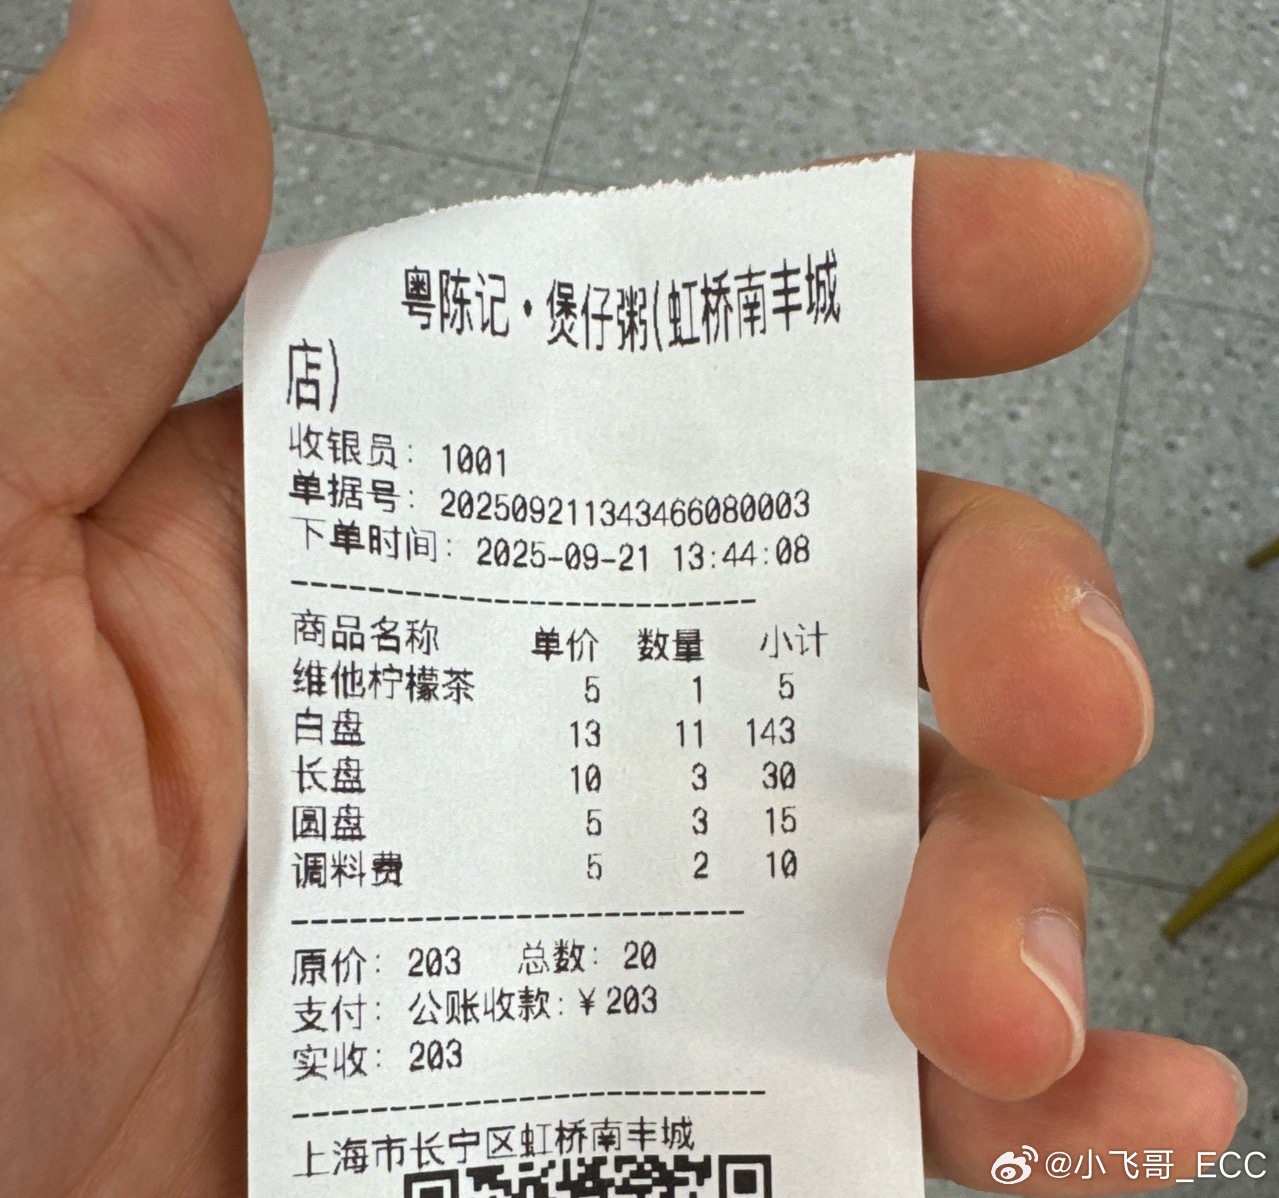 粤陈记·煲仔粥(虹桥南丰城
店)
收银员: 1001
单据号: 20250921134346608​0003
下单时间: 2025-09-21 13:44:08
商品名称 单价 数量 小计
维他柠檬茶 5 1 5
白盘 13 11 143
长盘 10 3 30
圆盘 5 3 15
调料费 5 2 10
原价: 203 总数: 20
支付: 公账收款:¥203
实收: 203
上海市长宁区虹桥南丰城
@小飞哥_ECC